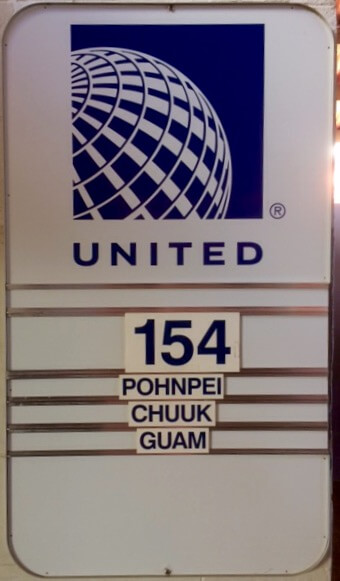 ®
UNITED
154
POHNPEI
CHUUK
GUAM